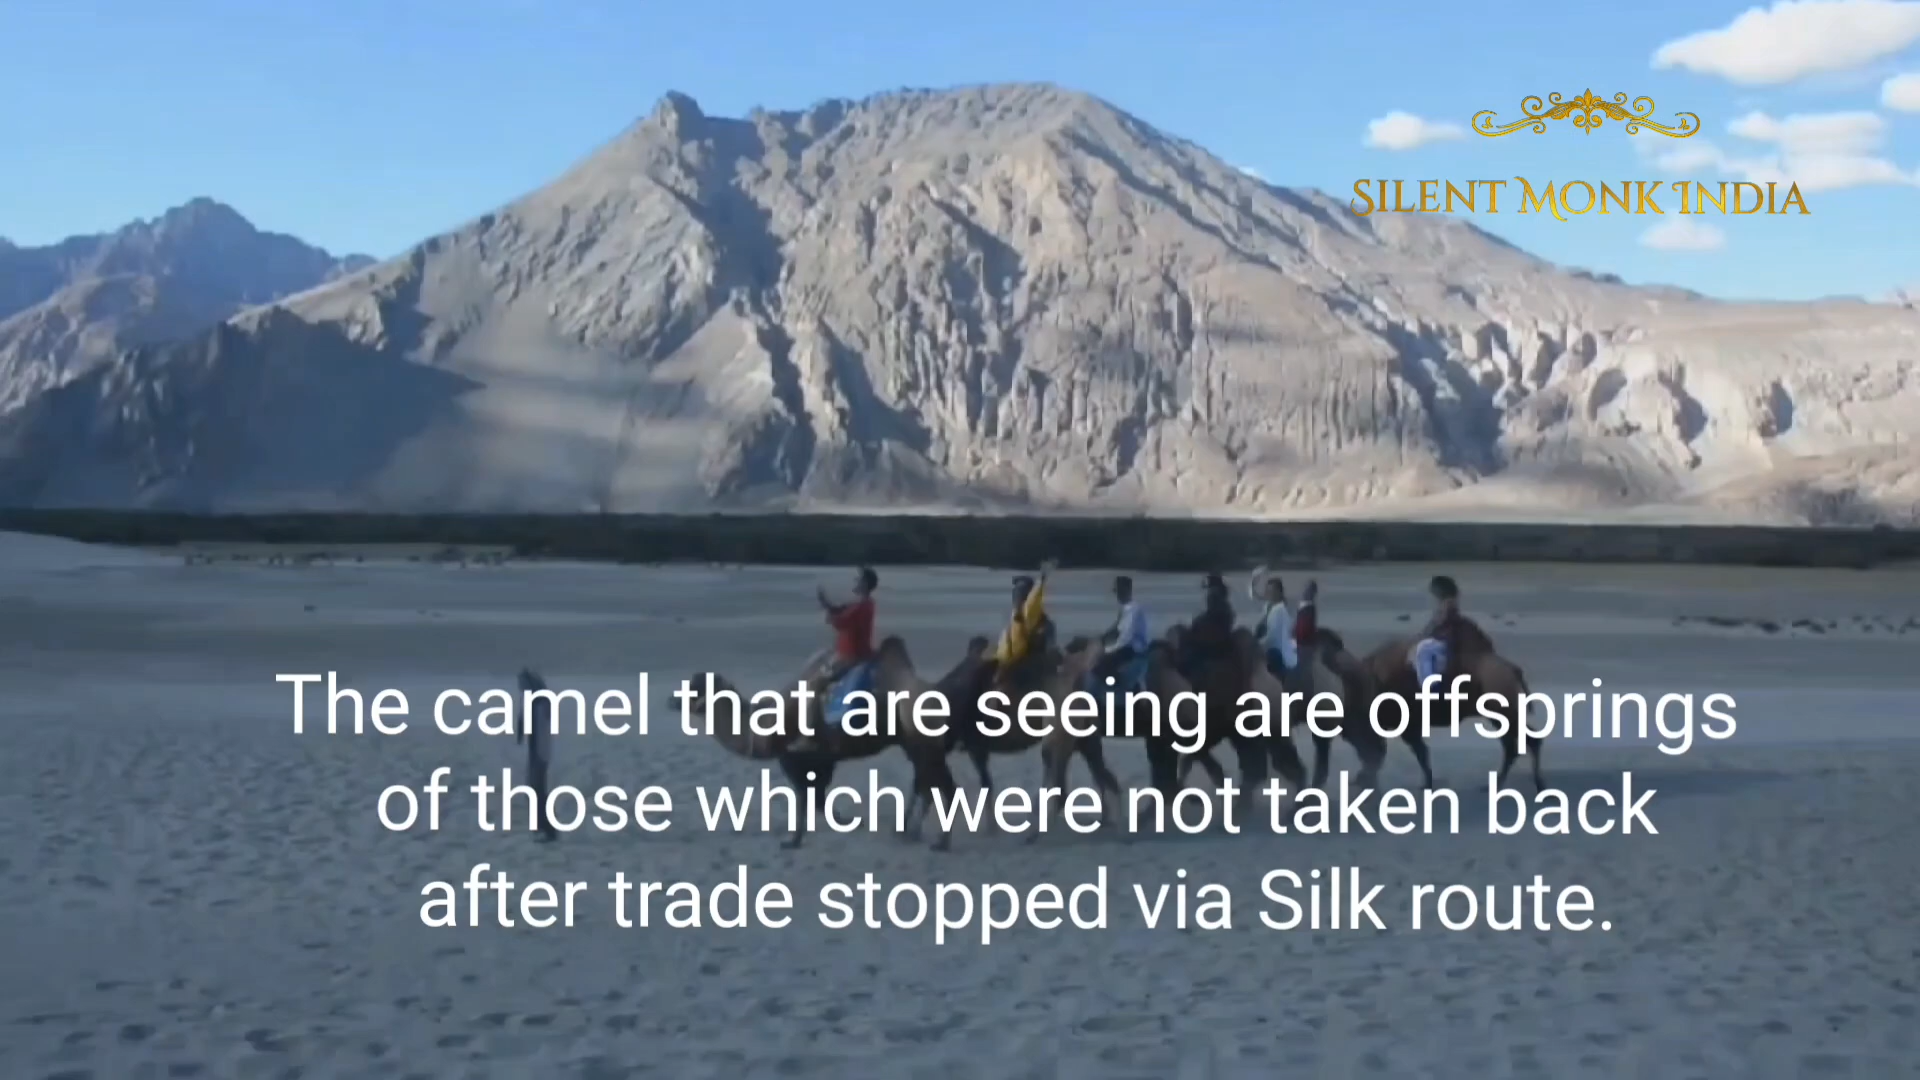 SILENT MONK INDIA
The camel that are seeing are offsprings
of those which were not taken back
after trade stopped via Silk route.